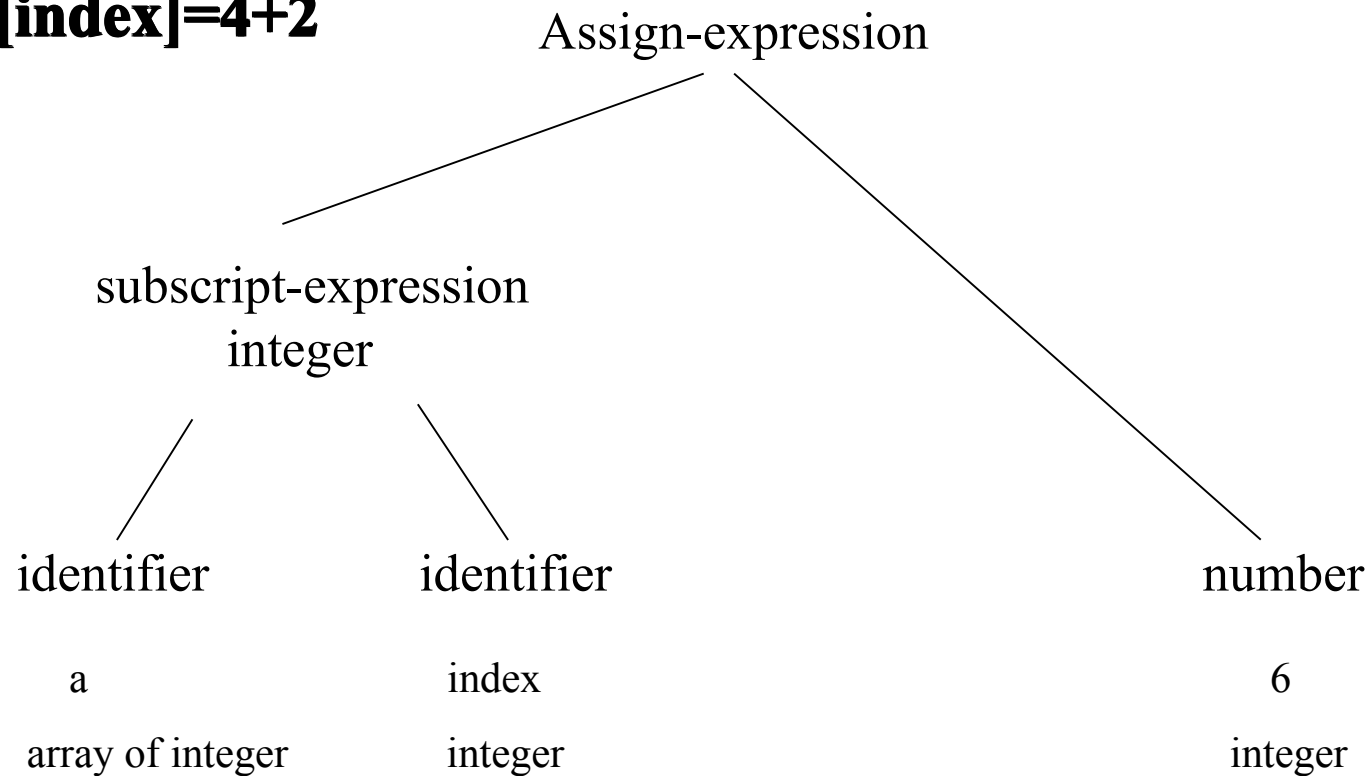 [index]=4+2
Assign-expression
subscript-expression
integer
identifier identifier number
a index 6
array of integer integer integer